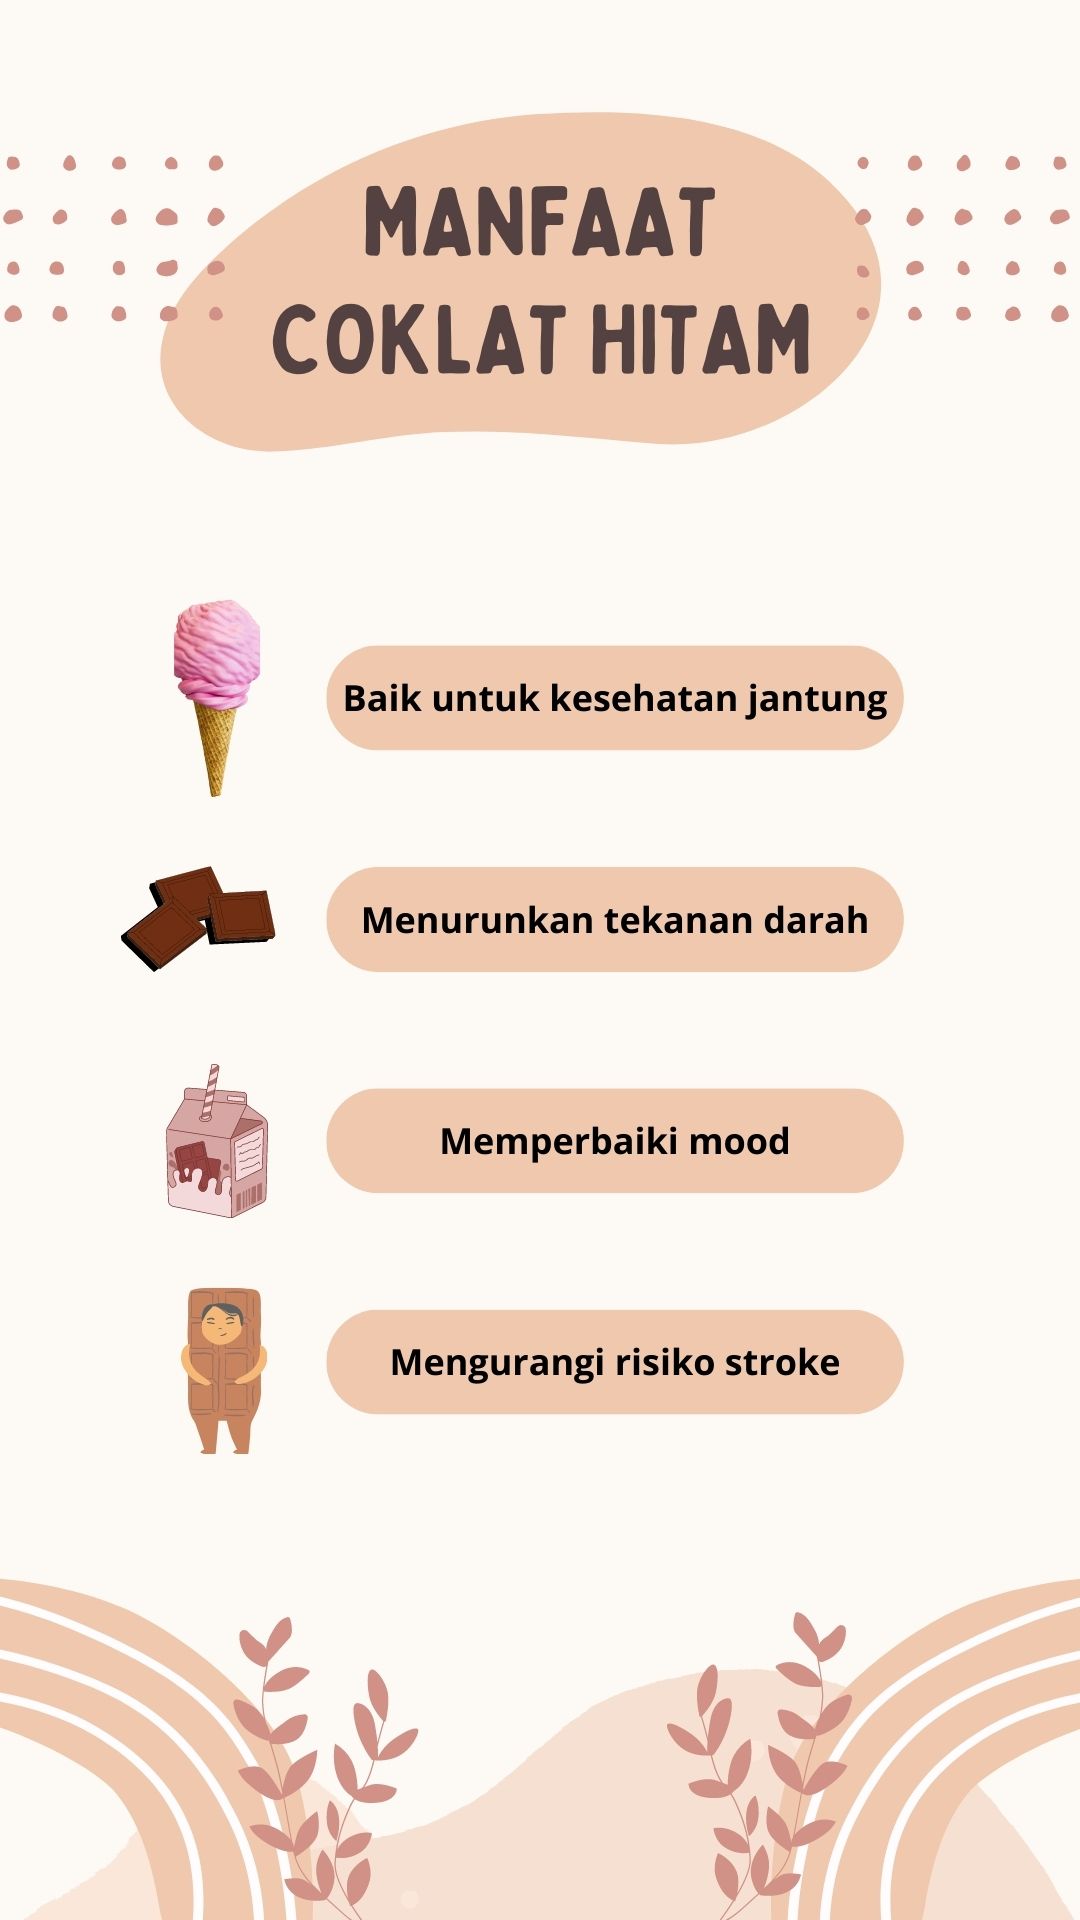 MANFAAT
COKLAT HITAM
Baik untuk kesehatan jantung
Menurunkan tekanan darah
Memperbaiki mood
Mengurangi risiko stroke